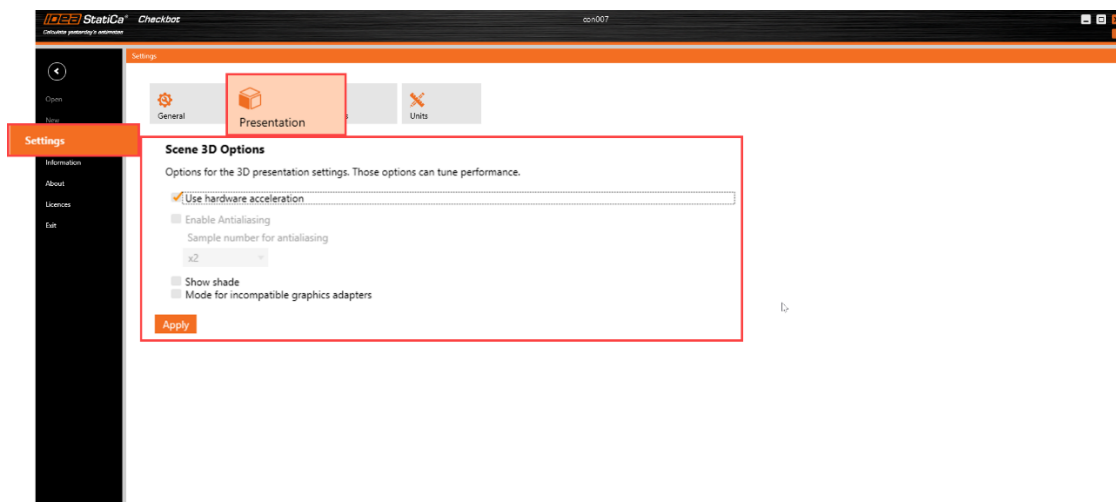 IDEA StatiCa® Checkbot
con007
Calculate yesterday's estimates
Settings
Open
New
Settings
Information
About
Licences
Exit
General
Presentation
s
Units
Scene 3D Options
Options for the 3D presentation settings. Those options can tune performance.
Use hardware acceleration
Enable Antialiasing
Sample number for antialiasing
x2
Show shade
Mode for incompatible graphics adapters
Apply